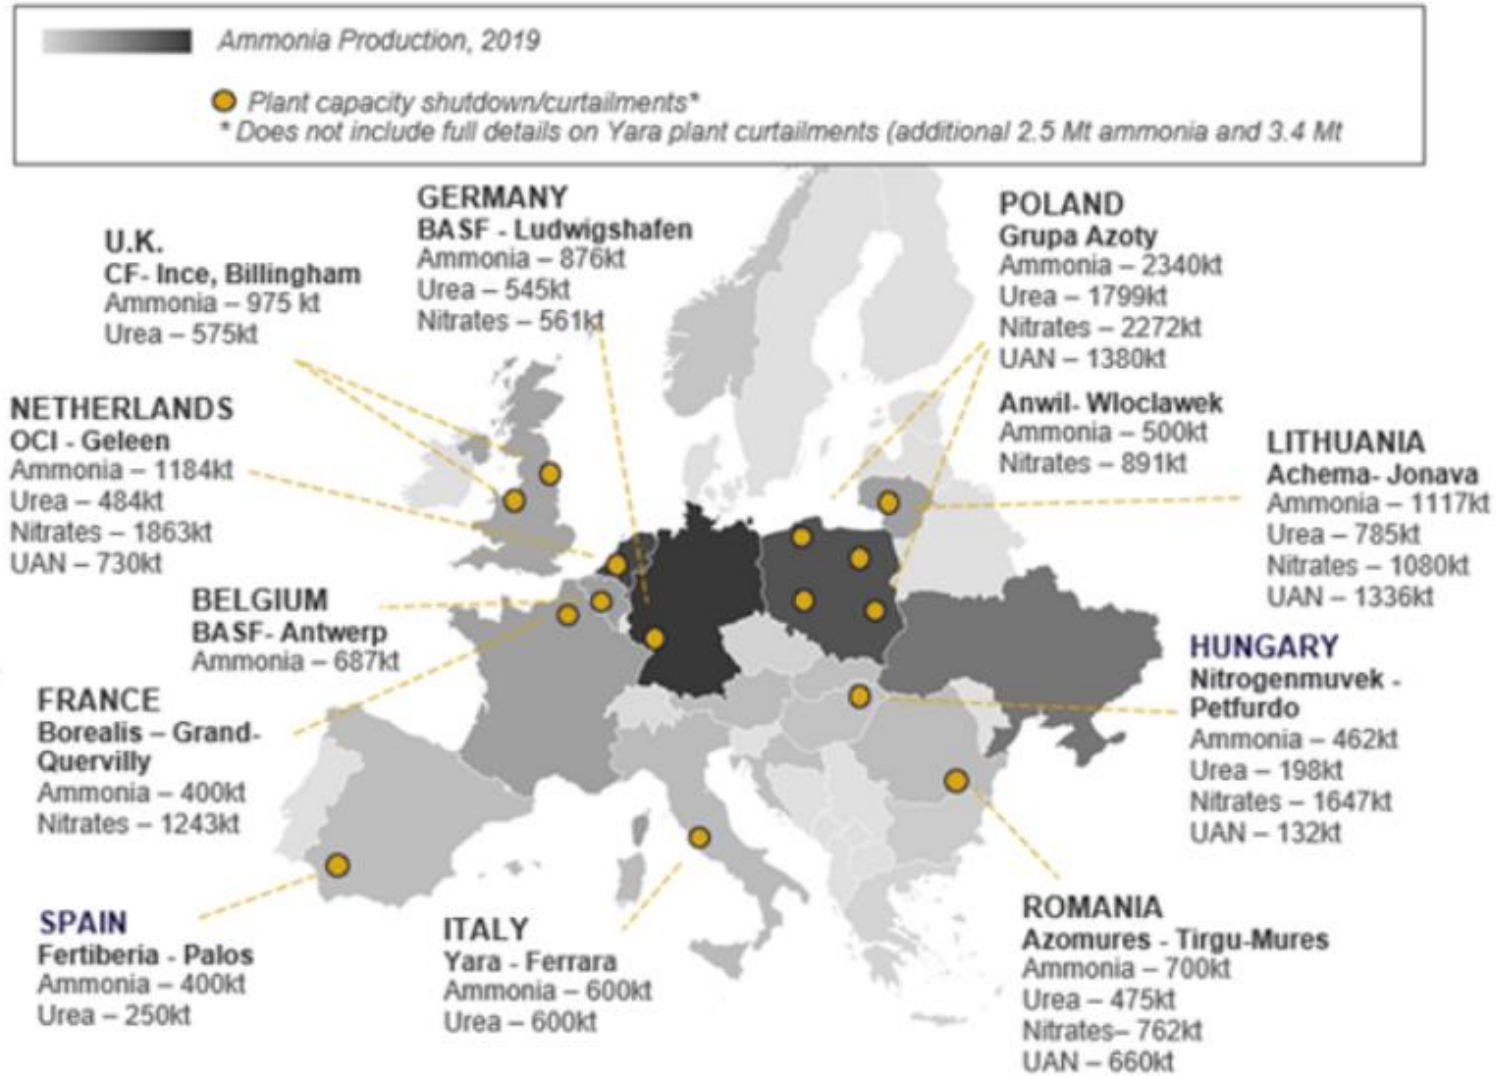 Ammonia Production, 2019
Plant capacity shutdown/curtailments*
* Does not include full details on Yara plant curtailments (additional 2.5 Mt ammonia and 3.4 Mt
U.K.
CF- Ince, Billingham
Ammonia – 975 kt
Urea – 575kt
GERMANY
BASF - Ludwigshafen
Ammonia – 876kt
Urea – 545kt
Nitrates – 561kt
POLAND
Grupa Azoty
Ammonia – 2340kt
Urea – 1799kt
Nitrates – 2272kt
UAN – 1380kt
Anwil- Wloclawek
Ammonia – 500kt
Nitrates – 891kt
NETHERLANDS
OCI - Geleen
Ammonia – 1184kt
Urea – 484kt
Nitrates – 1863kt
UAN – 730kt
LITHUANIA
Achema- Jonava
Ammonia – 1117kt
Urea – 785kt
Nitrates – 1080kt
UAN – 1336kt
BELGIUM
BASF- Antwerp
Ammonia – 687kt
HUNGARY
Nitrogenmuvek -
Petfurdo
Ammonia – 462kt
Urea – 198kt
Nitrates – 1647kt
UAN – 132kt
FRANCE
Borealis – Grand-
Quervilly
Ammonia – 400kt
Nitrates – 1243kt
SPAIN
Fertiberia - Palos
Ammonia – 400kt
Urea – 250kt
ITALY
Yara - Ferrara
Ammonia – 600kt
Urea – 600kt
ROMANIA
Azomures - Tirgu-Mures
Ammonia – 700kt
Urea – 475kt
Nitrates– 762kt
UAN – 660kt